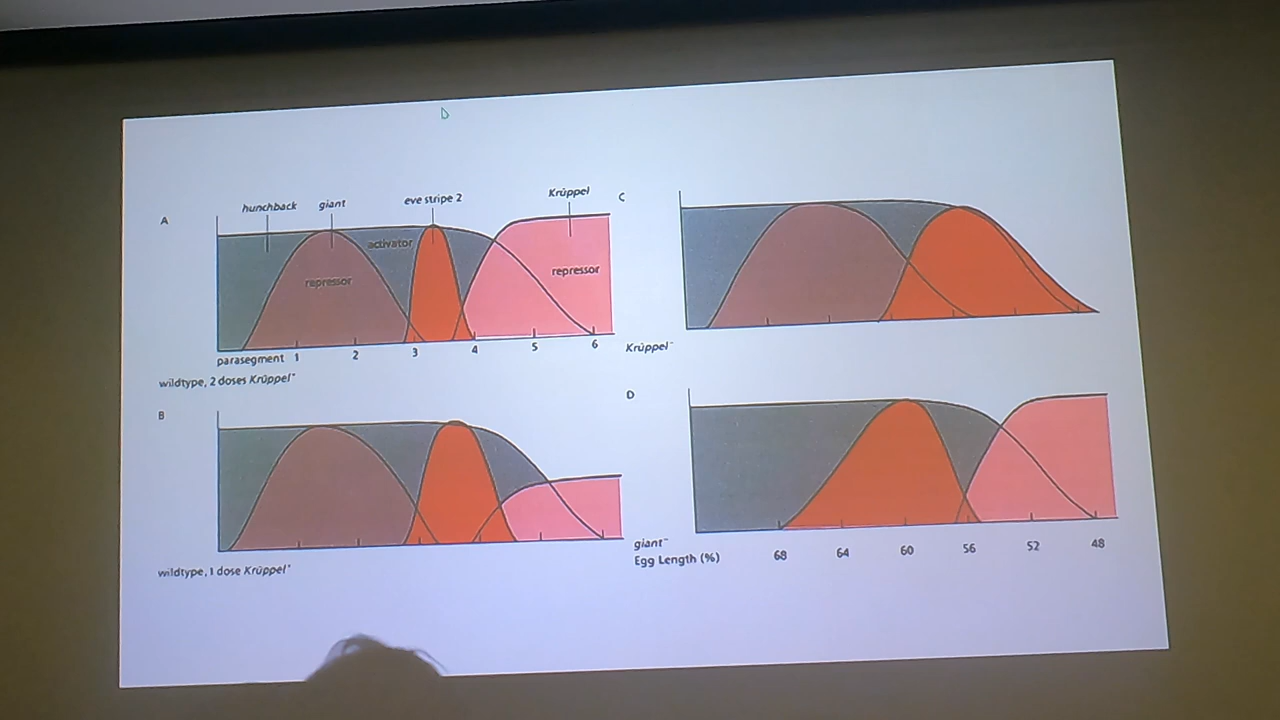 A
hunchback giant eve stripe 2 Krüppel
activator
repressor
repressor
parasegment 1 2 3 4 5 6
wildtype, 2 doses Krüppel⁺
B
wildtype, 1 dose Krüppel⁺
C
Krüppel⁻
D
giant⁻
Egg Length (%) 68 64 60 56 52 48